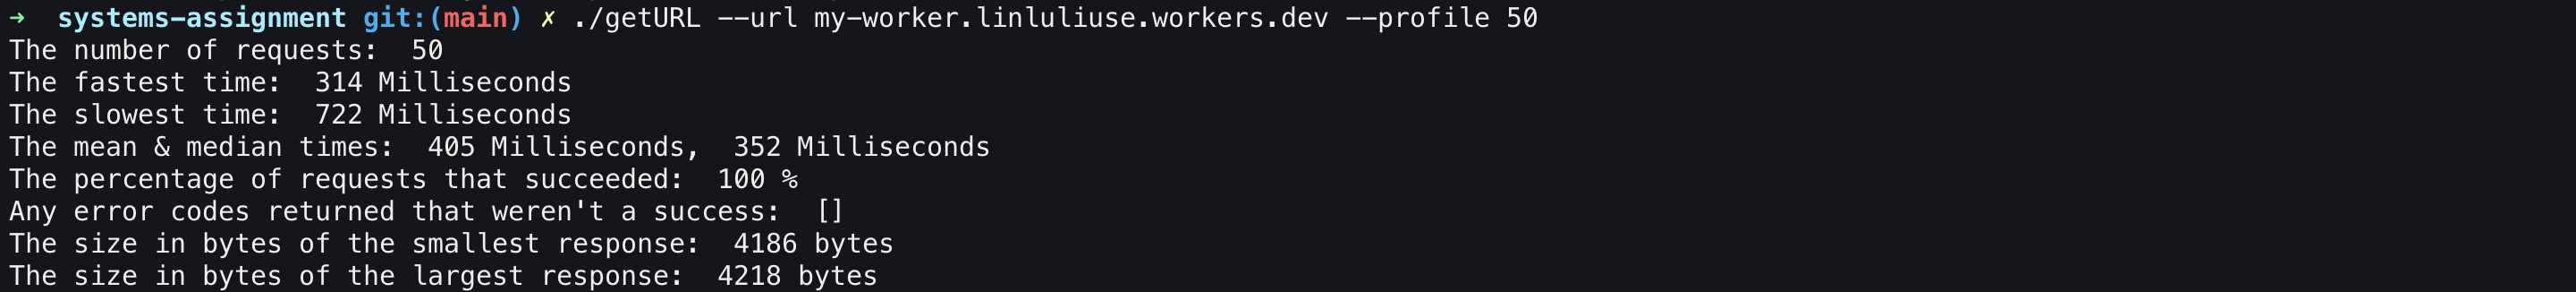 ➜  systems-assignment git:(main) ✗ ./getURL --url my-worker.linluliuse.workers.dev --profile 50
The number of requests:  50
The fastest time:  314 Milliseconds
The slowest time:  722 Milliseconds
The mean & median times:  405 Milliseconds,  352 Milliseconds
The percentage of requests that succeeded:  100 %
Any error codes returned that weren't a success:  []
The size in bytes of the smallest response:  4186 bytes
The size in bytes of the largest response:  4218 bytes